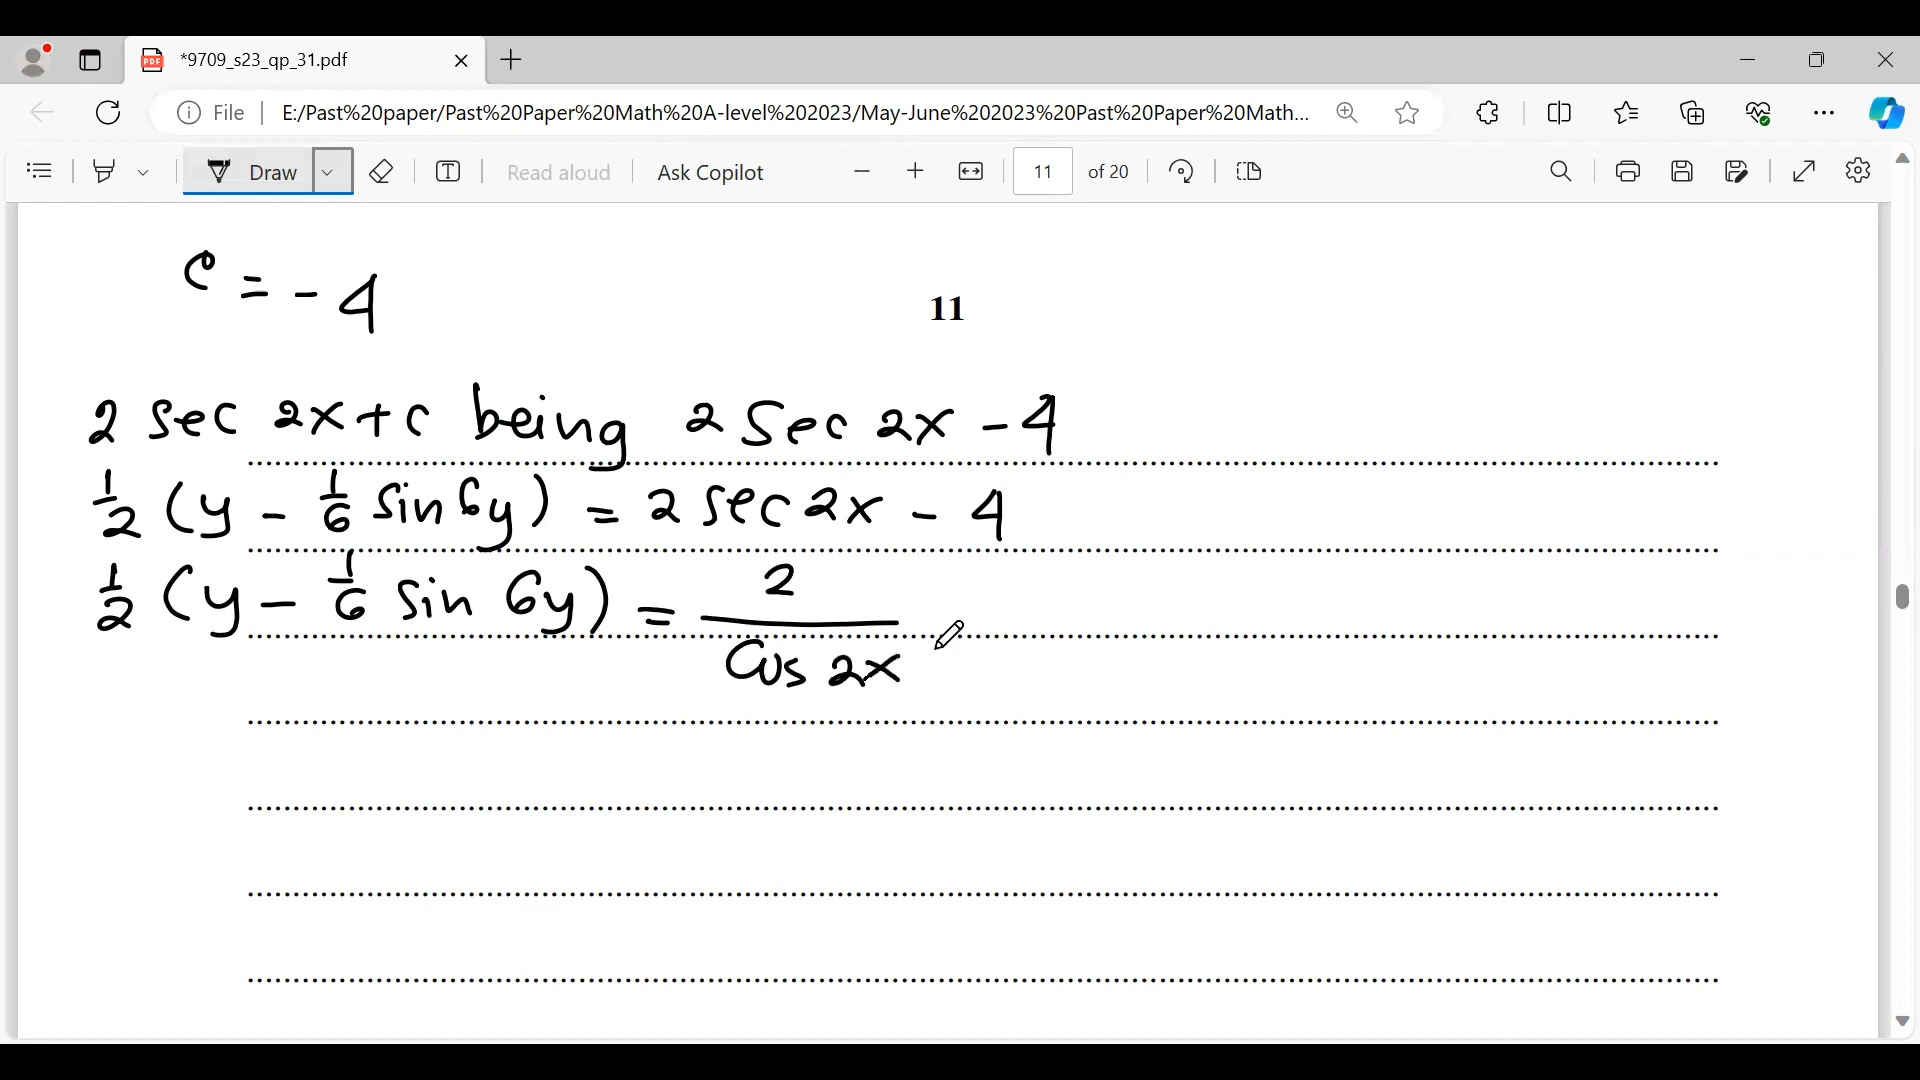 *9709_s23_qp_31.pdf
File E:/Past%20paper/Past%20Paper%20Math%20A-level%202023/May-June%202023%20Past%20Paper%20Math...
Draw Read aloud Ask Copilot 11 of 20
c = - 4
11
2 sec 2x + c being 2 Sec 2x - 4
1/2 (y - 1/6 sin 6y) = 2 sec 2x - 4
1/2 (y - 1/6 sin 6y) = 2 / Cos 2x